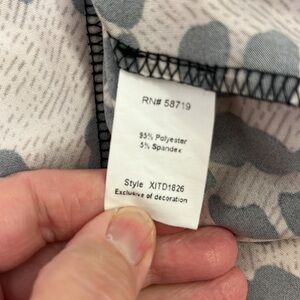 RN# 58719
95% Polyester
5% Spandex
Style XITD1826
Exclusive of decoration